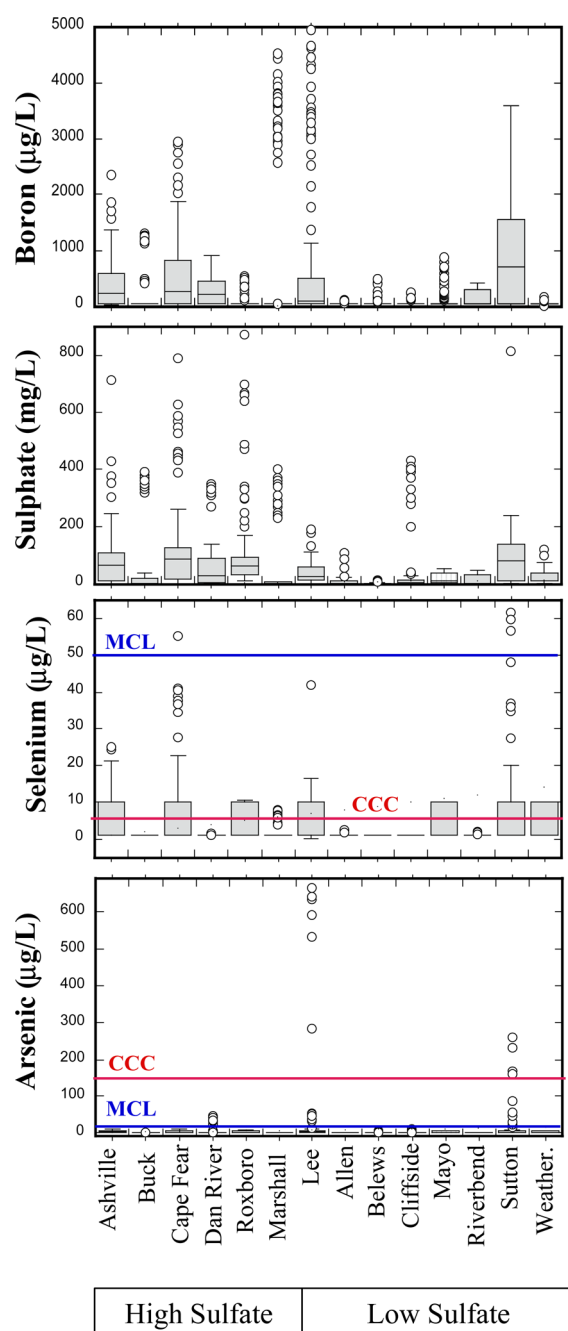 Boron (µg/L)
5000
4000
3000
2000
1000
0
Sulphate (mg/L)
800
600
400
200
0
Selenium (µg/L)
60
50
40
30
20
10
0
MCL
CCC
Arsenic (µg/L)
600
500
400
300
200
100
0
CCC
MCL
Ashville
Buck
Cape Fear
Dan River
Roxboro
Marshall
Lee
Allen
Belews
Cliffside
Mayo
Riverbend
Sutton
Weather.
High Sulfate
Low Sulfate